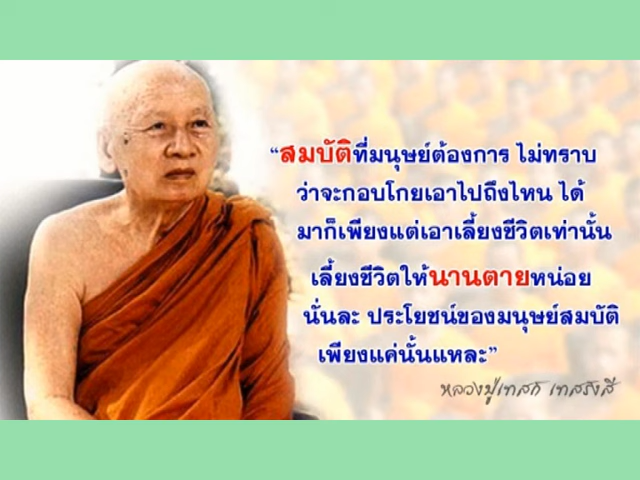 “สมบัติที่มนุษย์ต้องการ ไม่ทราบ
ว่าจะกอบโกยเอาไปถึงไหน ได้
มาก็เพียงแต่เอาเลี้ยงชีวิตเท่านั้น
เลี้ยงชีวิตให้นานตายหน่อย
นั่นละ ประโยชน์ของมนุษย์สมบัติ
เพียงแค่นั้นแหละ”
หลวงปู่เทสก์ เทสรังสี